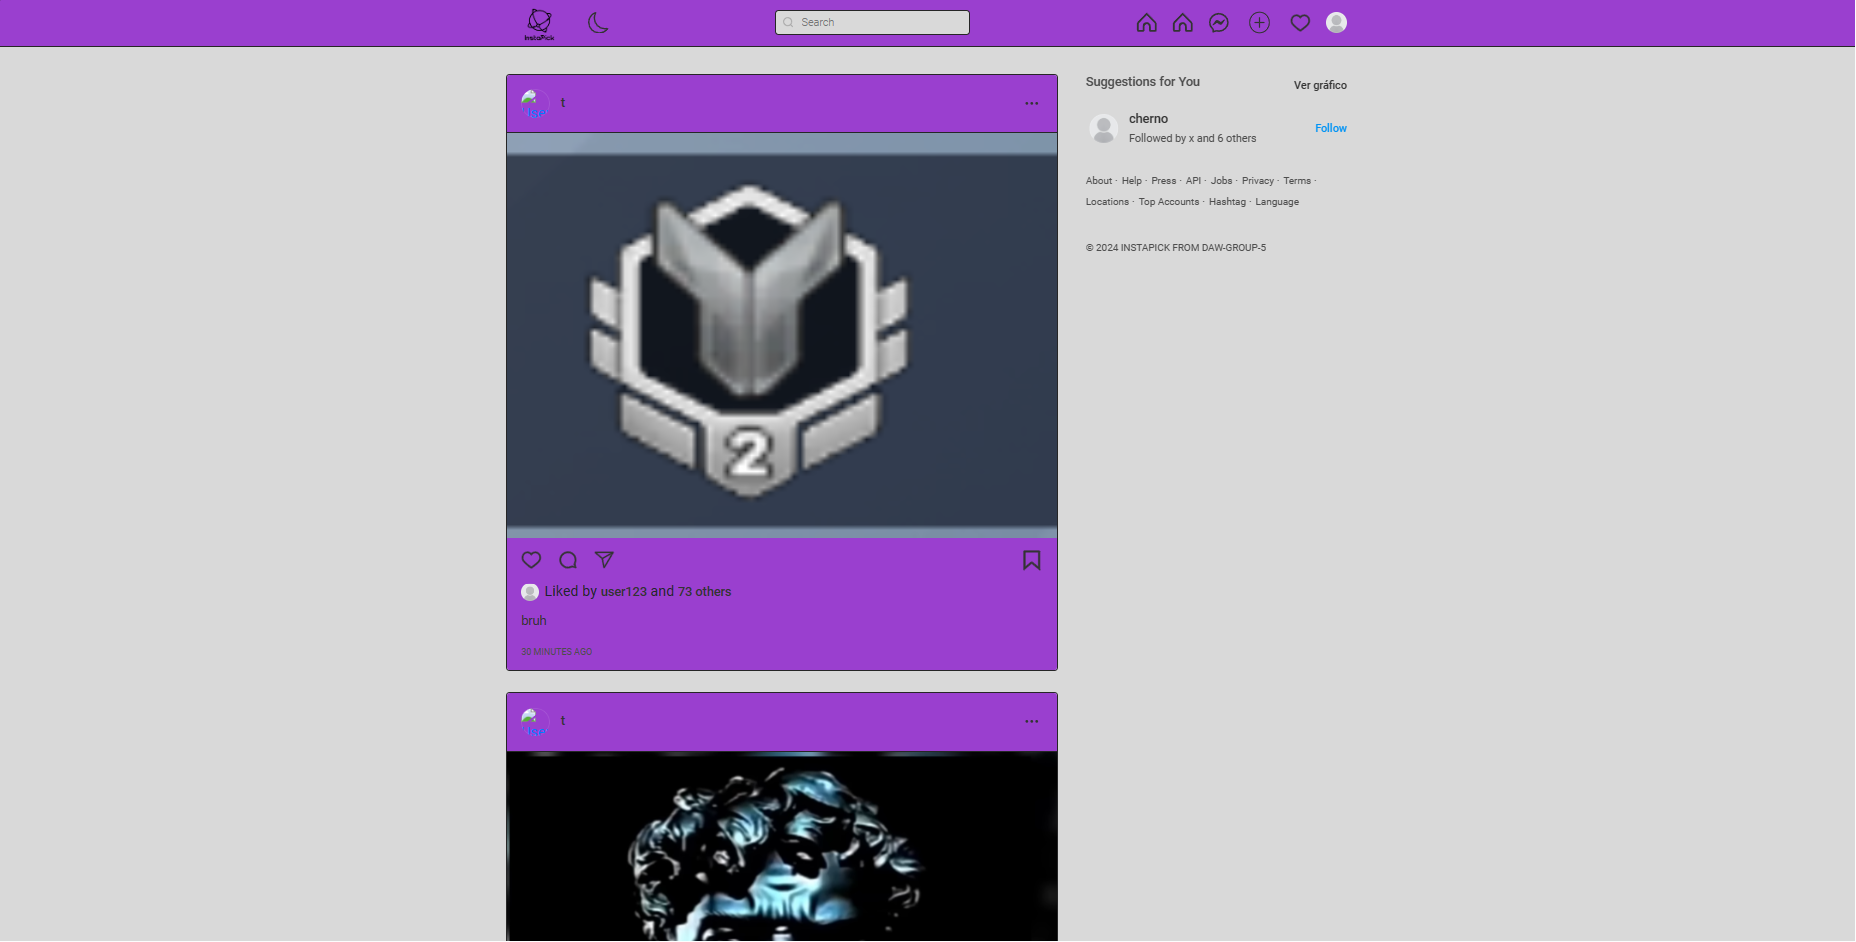 InstaPick
Search
t
2
Liked by user123 and 73 others
bruh
30 MINUTES AGO
t
Suggestions for You
Ver gráfico
cherno
Followed by x and 6 others
Follow
About · Help · Press · API · Jobs · Privacy · Terms ·
Locations · Top Accounts · Hashtag · Language
© 2024 INSTAPICK FROM DAW-GROUP-5